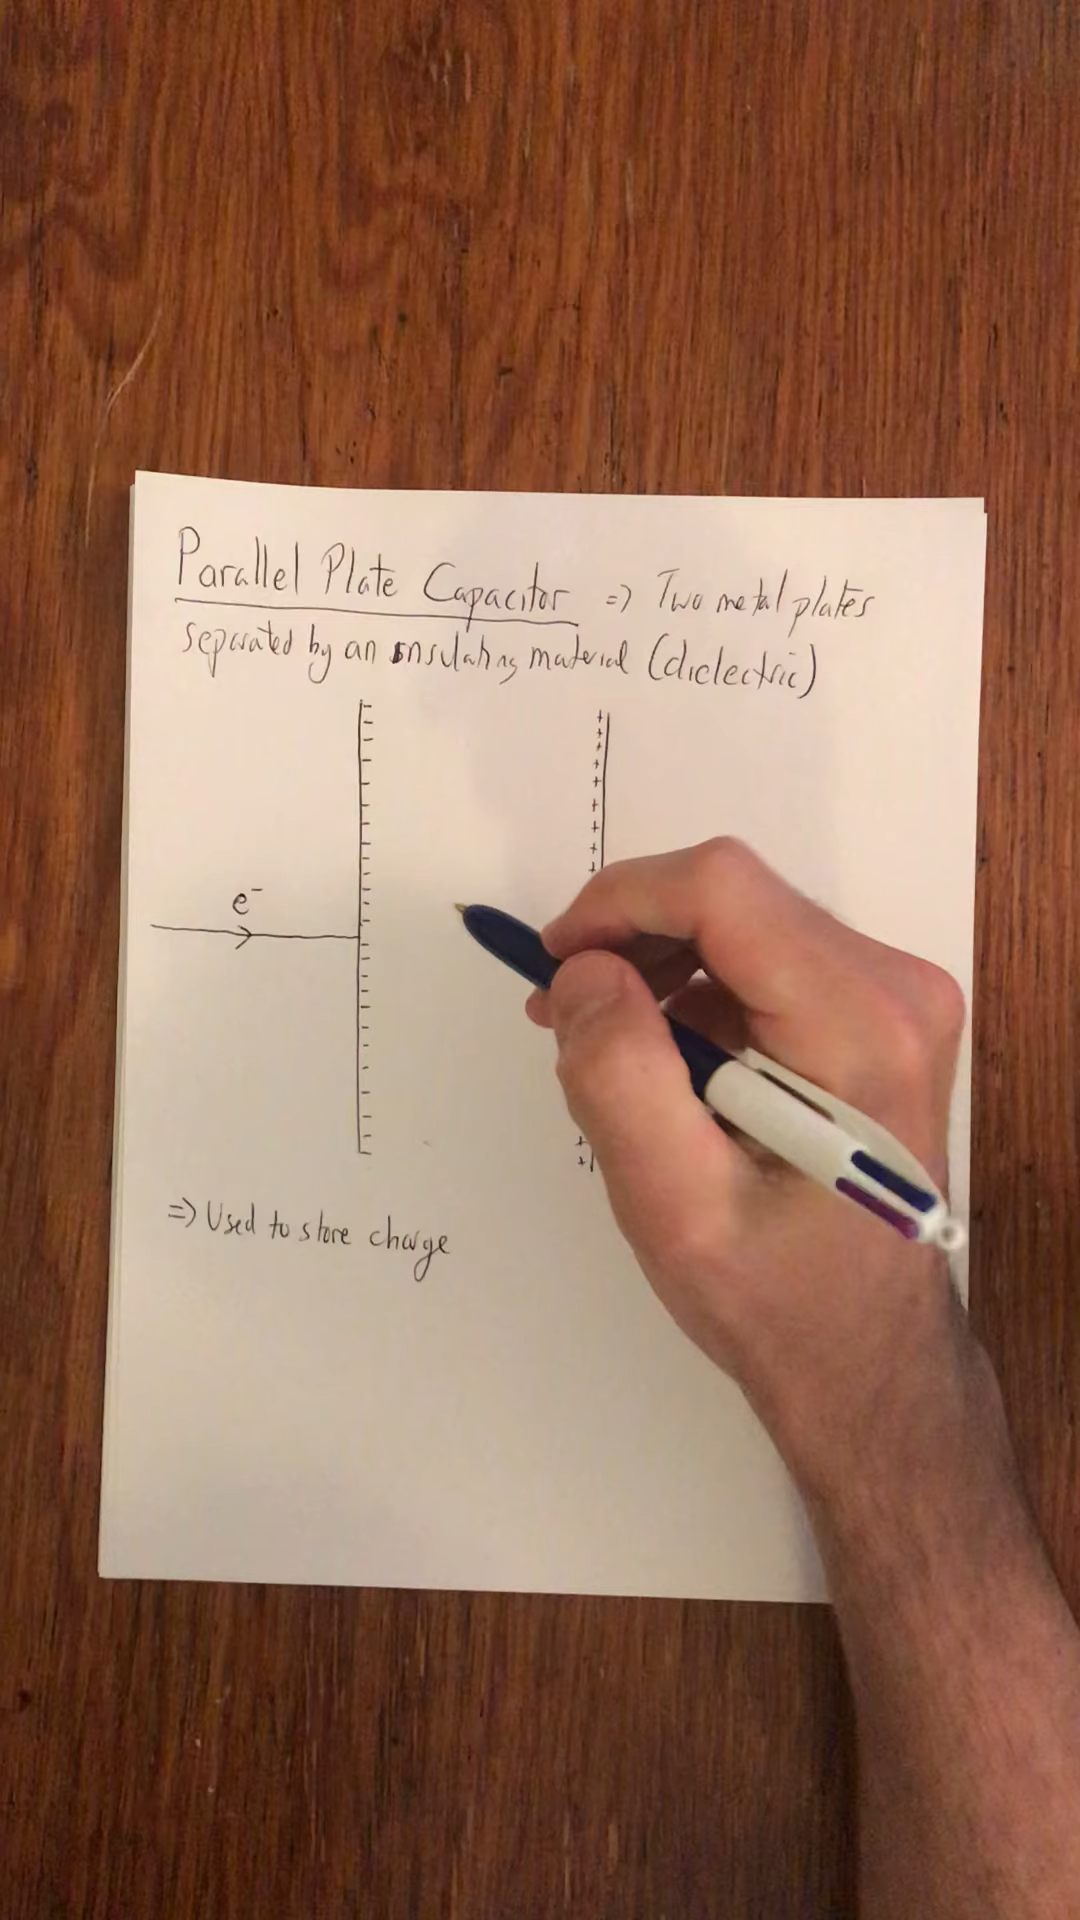 Parallel Plate Capacitor => Two metal plates
separated by an insulating material (dielectric)
e⁻
=> Used to store charge